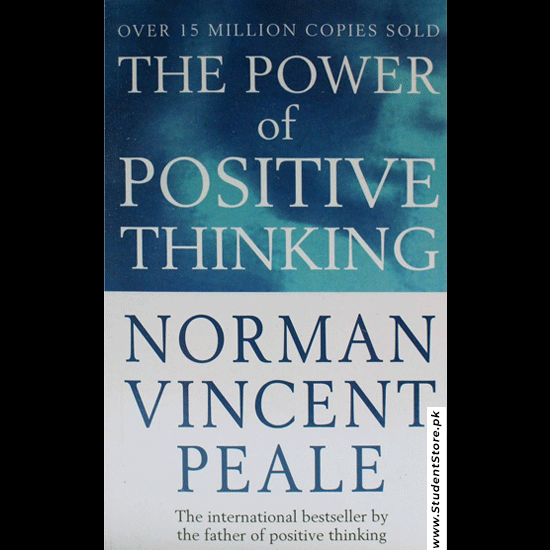 OVER 15 MILLION COPIES SOLD
THE POWER
of
POSITIVE
THINKING
NORMAN
VINCENT
PEALE
The international bestseller by
the father of positive thinking
www.StudentStore.pk